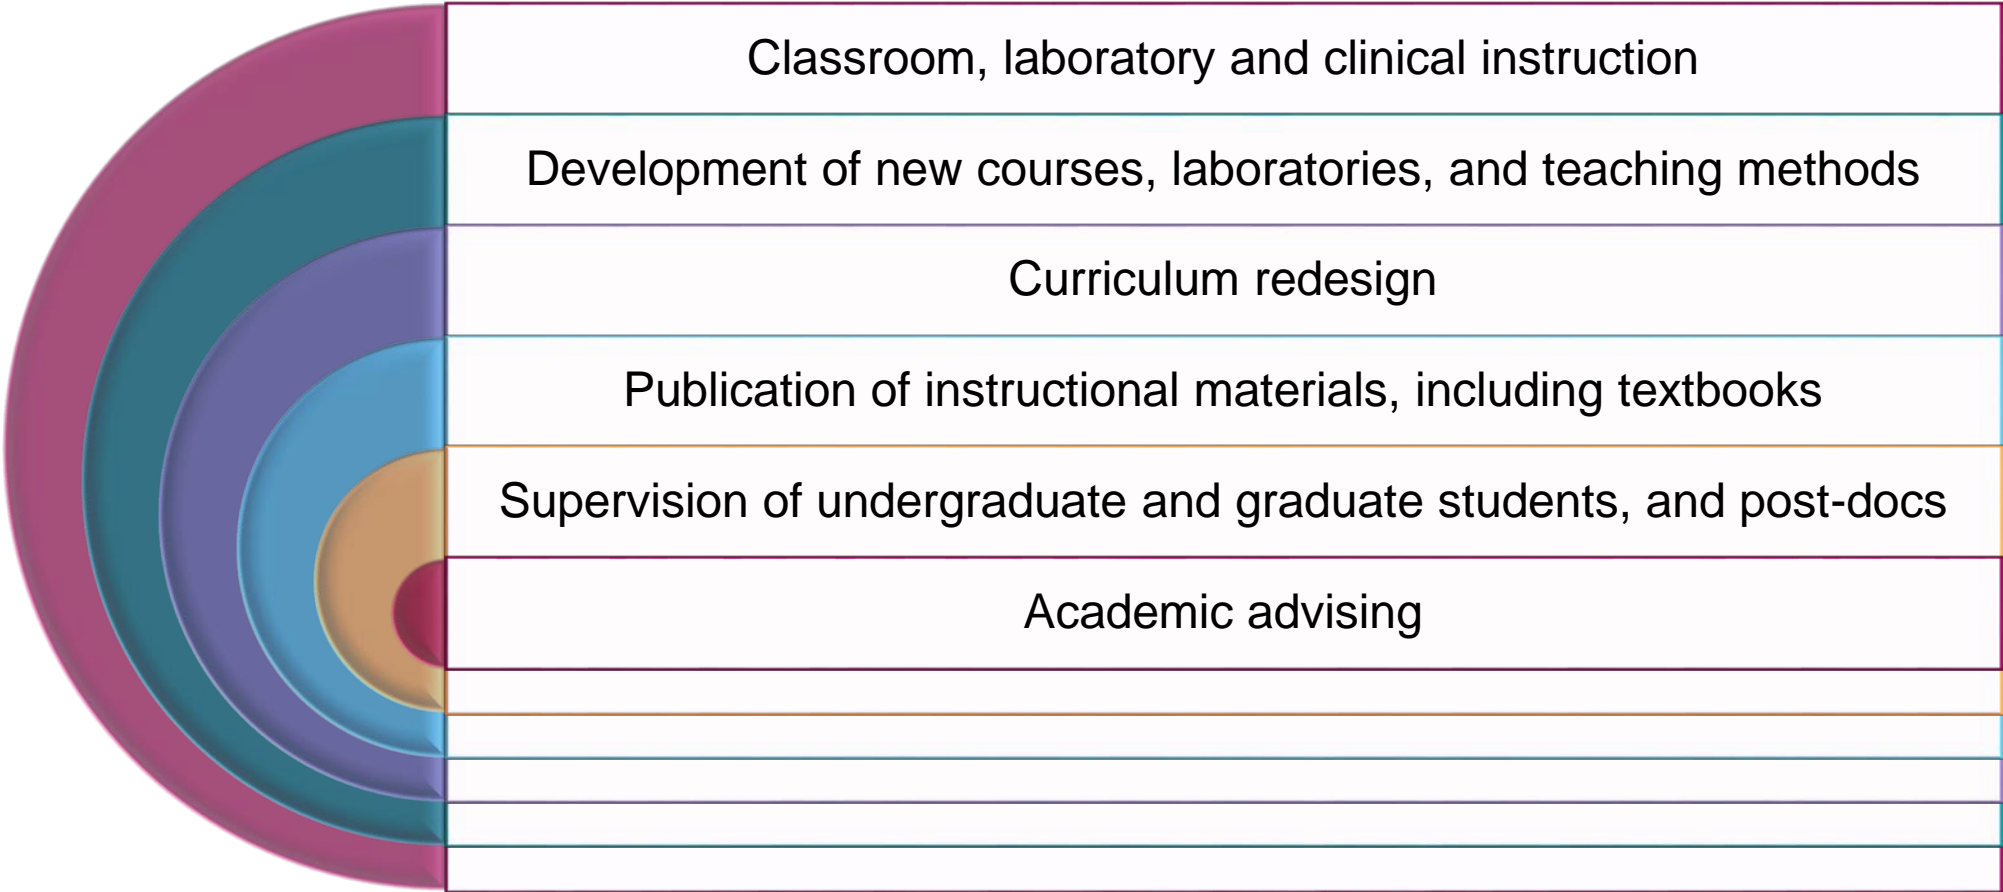 Classroom, laboratory and clinical instruction
Development of new courses, laboratories, and teaching methods
Curriculum redesign
Publication of instructional materials, including textbooks
Supervision of undergraduate and graduate students, and post-docs
Academic advising